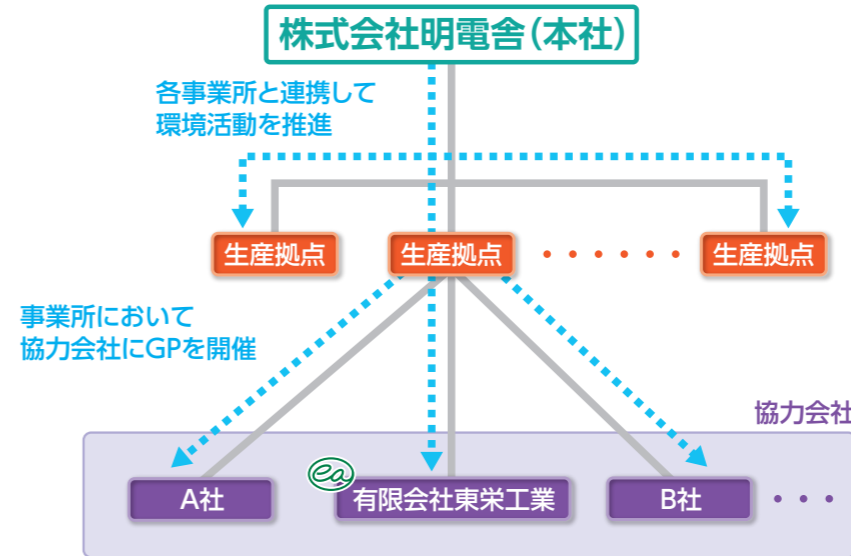 株式会社明電舎(本社)
各事業所と連携して
環境活動を推進
生産拠点
生産拠点
・・・・・・
生産拠点
事業所において
協力会社にGPを開催
協力会社
A社
ea
有限会社東栄工業
B社
・・・